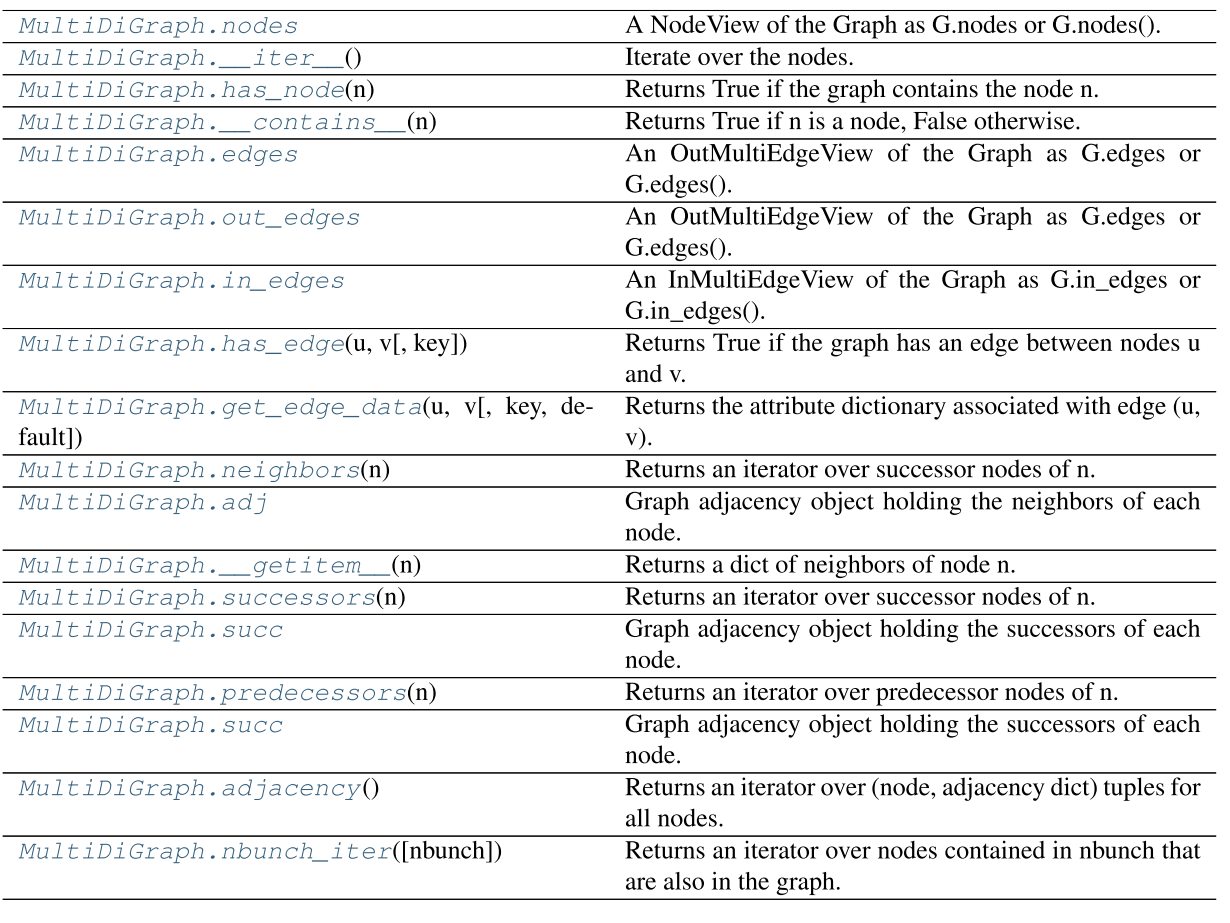 MultiDiGraph.nodes A NodeView of the Graph as G.nodes or G.nodes().
MultiDiGraph.__iter__() Iterate over the nodes.
MultiDiGraph.has_node(n) Returns True if the graph contains the node n.
MultiDiGraph.__contains__(n) Returns True if n is a node, False otherwise.
MultiDiGraph.edges An OutMultiEdgeView of the Graph as G.edges or
G.edges().
MultiDiGraph.out_edges An OutMultiEdgeView of the Graph as G.edges or
G.edges().
MultiDiGraph.in_edges An InMultiEdgeView of the Graph as G.in_edges or
G.in_edges().
MultiDiGraph.has_edge(u, v[, key]) Returns True if the graph has an edge between nodes u
and v.
MultiDiGraph.get_edge_data(u, v[, key, de- Returns the attribute dictionary associated with edge (u,
fault]) v).
MultiDiGraph.neighbors(n) Returns an iterator over successor nodes of n.
MultiDiGraph.adj Graph adjacency object holding the neighbors of each
node.
MultiDiGraph.__getitem__(n) Returns a dict of neighbors of node n.
MultiDiGraph.successors(n) Returns an iterator over successor nodes of n.
MultiDiGraph.succ Graph adjacency object holding the successors of each
node.
MultiDiGraph.predecessors(n) Returns an iterator over predecessor nodes of n.
MultiDiGraph.succ Graph adjacency object holding the successors of each
node.
MultiDiGraph.adjacency() Returns an iterator over (node, adjacency dict) tuples for
all nodes.
MultiDiGraph.nbunch_iter([nbunch]) Returns an iterator over nodes contained in nbunch that
are also in the graph.